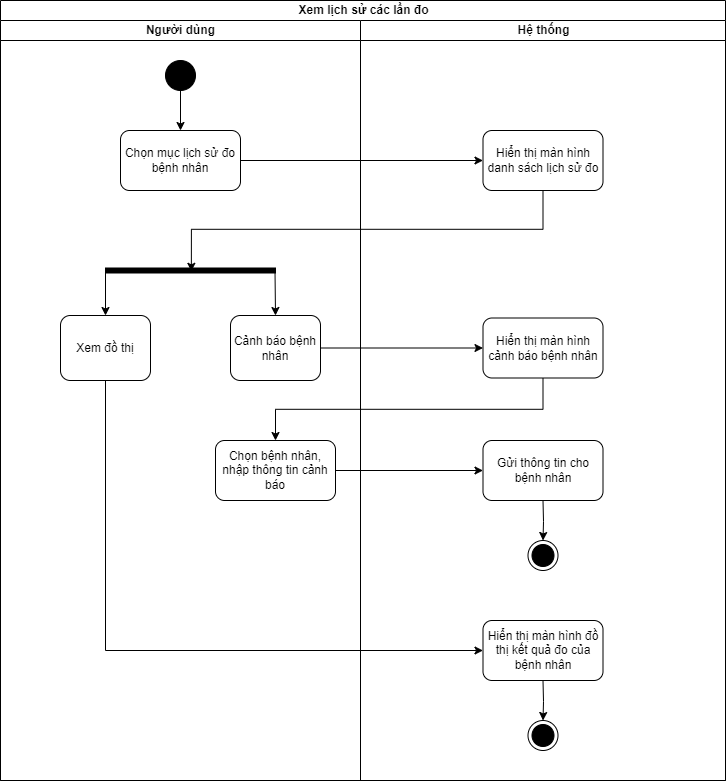 Xem lịch sử các lần đo
Người dùng
Hệ thống
Chọn mục lịch sử đo
bệnh nhân
Hiển thị màn hình
danh sách lịch sử đo
Xem đồ thị
Cảnh báo bệnh
nhân
Hiển thị màn hình
cảnh báo bệnh nhân
Chọn bệnh nhân,
nhập thông tin cảnh
báo
Gửi thông tin cho
bệnh nhân
Hiển thị màn hình đồ
thị kết quả đo của
bệnh nhân